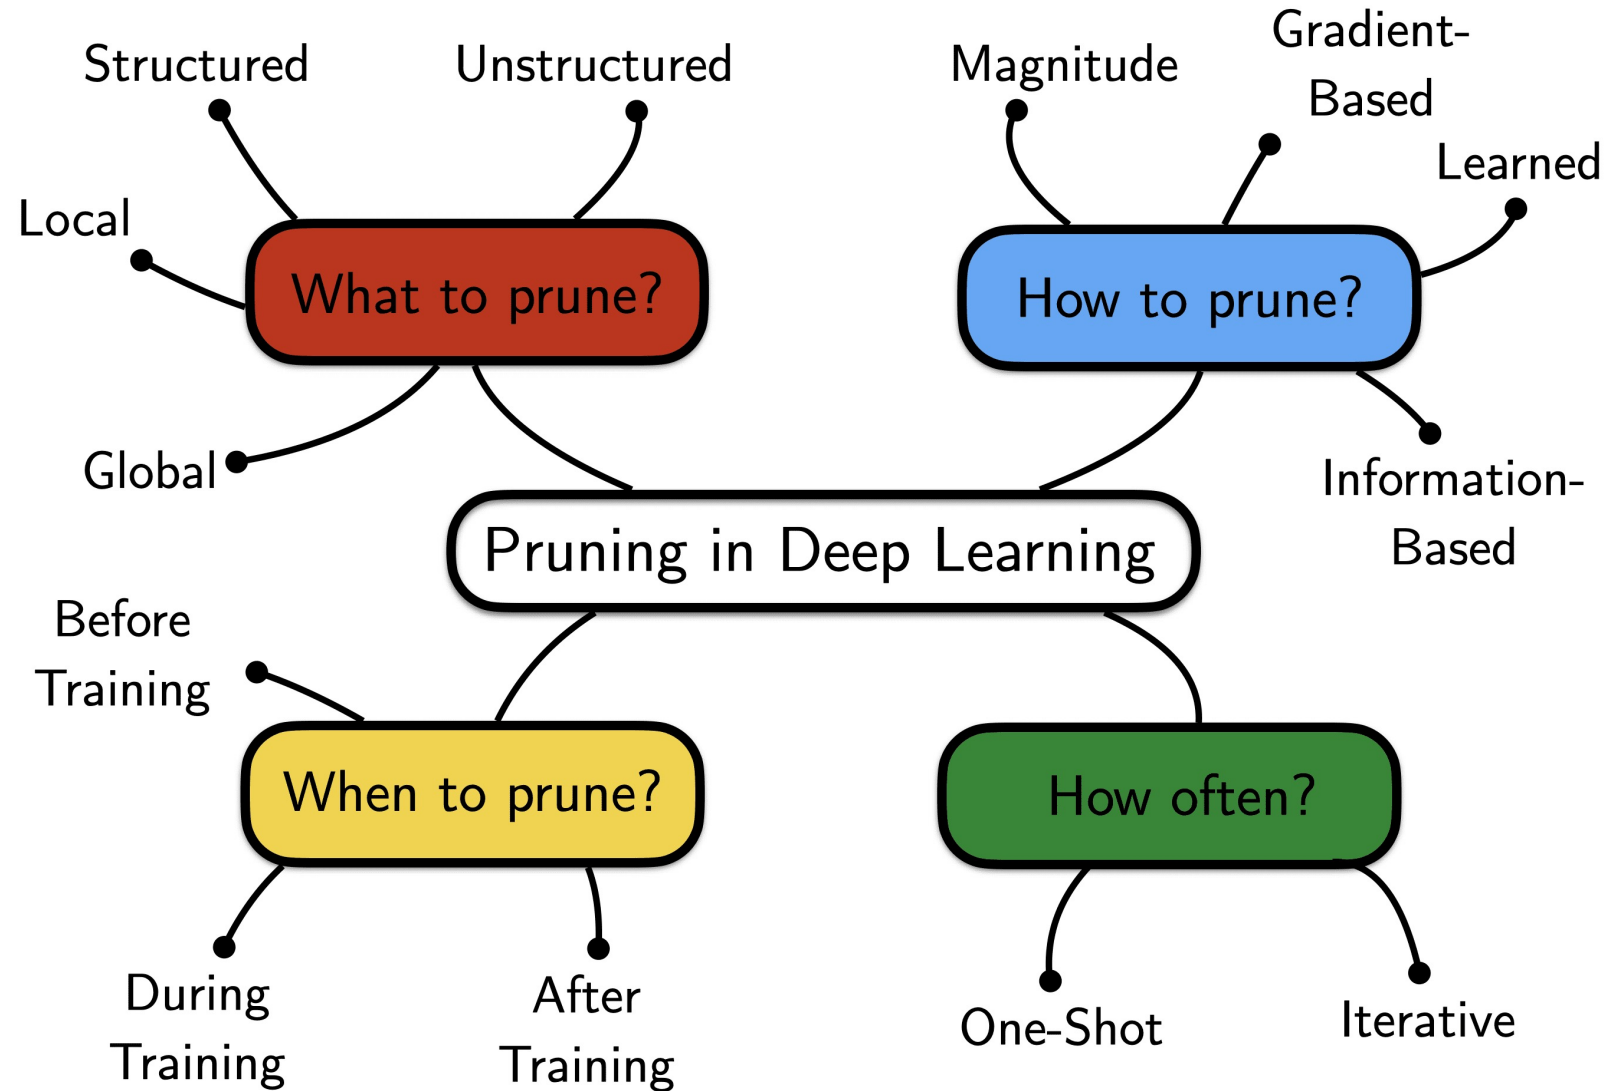 Structured
Unstructured
Local
What to prune?
Global
Magnitude
Gradient-
Based
Learned
How to prune?
Information-
Based
Pruning in Deep Learning
Before
Training
When to prune?
During
Training
After
Training
How often?
One-Shot
Iterative